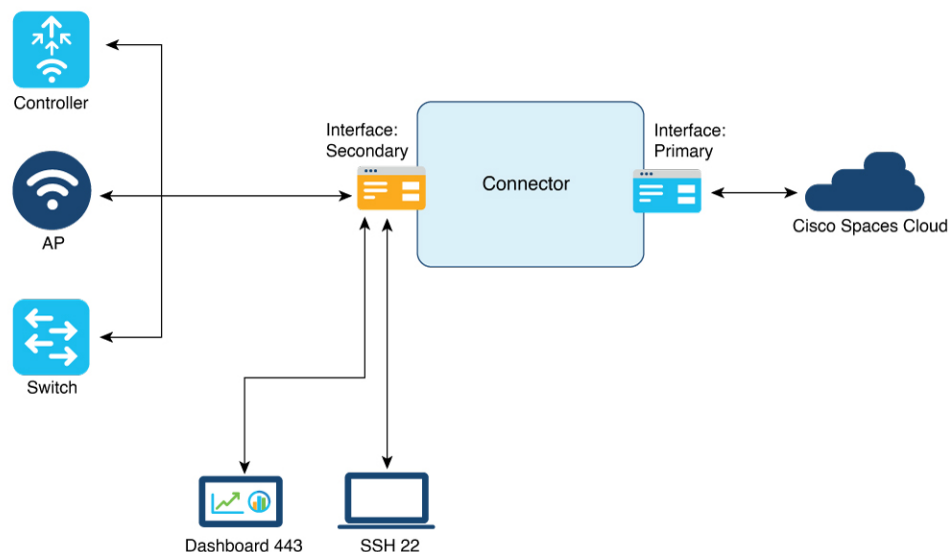 Controller
AP
Switch
Interface:
Secondary
Connector
Interface:
Primary
Cisco Spaces Cloud
Dashboard 443
SSH 22